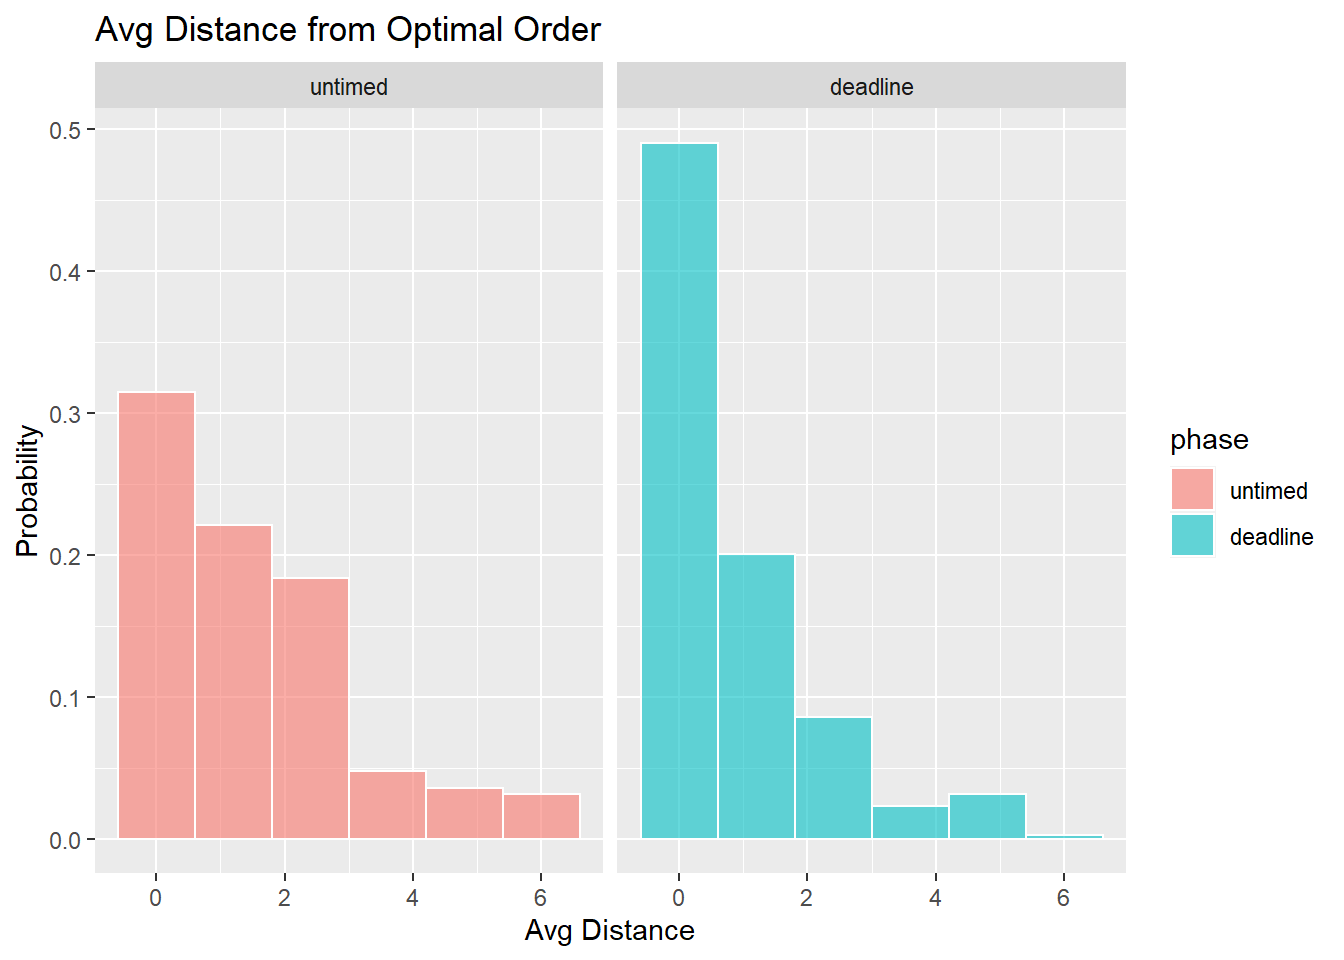 Avg Distance from Optimal Order
untimed
deadline
0.5
0.4
0.3
0.2
0.1
0.0
Probability
0 2 4 6
0 2 4 6
Avg Distance
phase
untimed
deadline